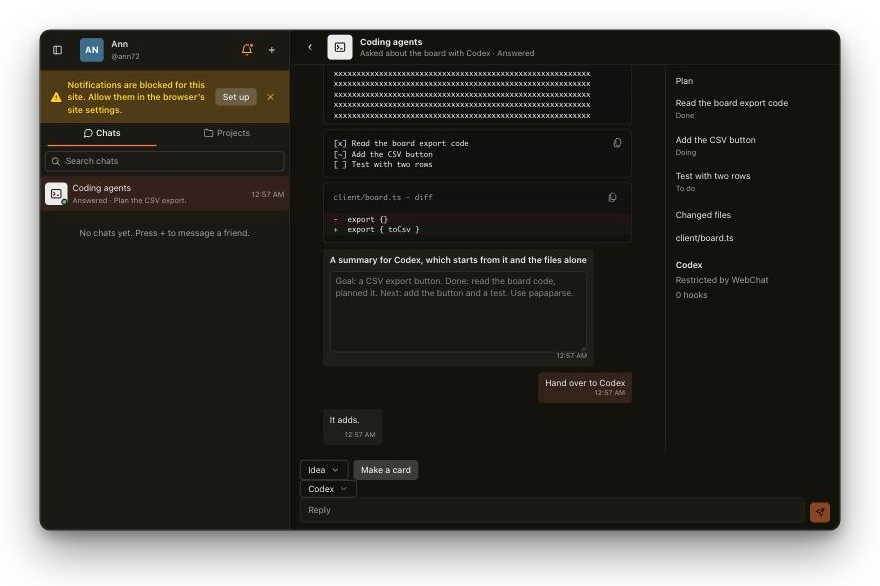 AN
Ann
@ann72
Notifications are blocked for this
site. Allow them in the browser's
site settings.
Set up
Chats
Projects
Search chats
Coding agents
Answered · Plan the CSV export.
12:57 AM
No chats yet. Press + to message a friend.
Coding agents
Asked about the board with Codex · Answered
xxxxxxxxxxxxxxxxxxxxxxxxxxxxxxxxxxxxxxxxxxxxxxxxxxxxxxxxx
xxxxxxxxxxxxxxxxxxxxxxxxxxxxxxxxxxxxxxxxxxxxxxxxxxxxxxxxx
xxxxxxxxxxxxxxxxxxxxxxxxxxxxxxxxxxxxxxxxxxxxxxxxxxxxxxxxx
xxxxxxxxxxxxxxxxxxxxxxxxxxxxxxxxxxxxxxxxxxxxxxxxxxxxxxxxx
xxxxxxxxxxxxxxxxxxxxxxxxxxxxxxxxxxxxxxxxxxxxxxxxxxxxxxxxx
[x] Read the board export code
[~] Add the CSV button
[ ] Test with two rows
client/board.ts — diff
- export {}
+ export { toCsv }
A summary for Codex, which starts from it and the files alone
Goal: a CSV export button. Done: read the board code,
planned it. Next: add the button and a test. Use papaparse.
12:57 AM
Hand over to Codex
12:57 AM
It adds.
12:57 AM
Idea
Make a card
Codex
Reply
Plan
Read the board export code
Done
Add the CSV button
Doing
Test with two rows
To do
Changed files
client/board.ts
Codex
Restricted by WebChat
0 hooks